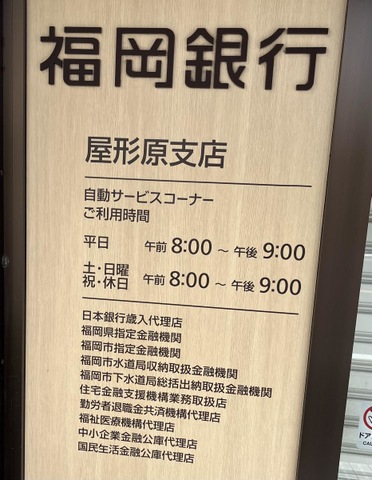 福岡銀行
屋形原支店
自動サービスコーナー
ご利用時間
平日 午前 8:00 ～ 午後 9:00
土・日曜
祝・休日 午前 8:00 ～ 午後 9:00
日本銀行歳入代理店
福岡県指定金融機関
福岡市指定金融機関
福岡市水道局収納取扱金融機関
福岡市下水道局総括出納取扱金融機関
住宅金融支援機構業務取扱店
勤労者退職金共済機構代理店
福祉医療機構代理店
中小企業金融公庫代理店
国民生活金融公庫代理店
ドア
CAU